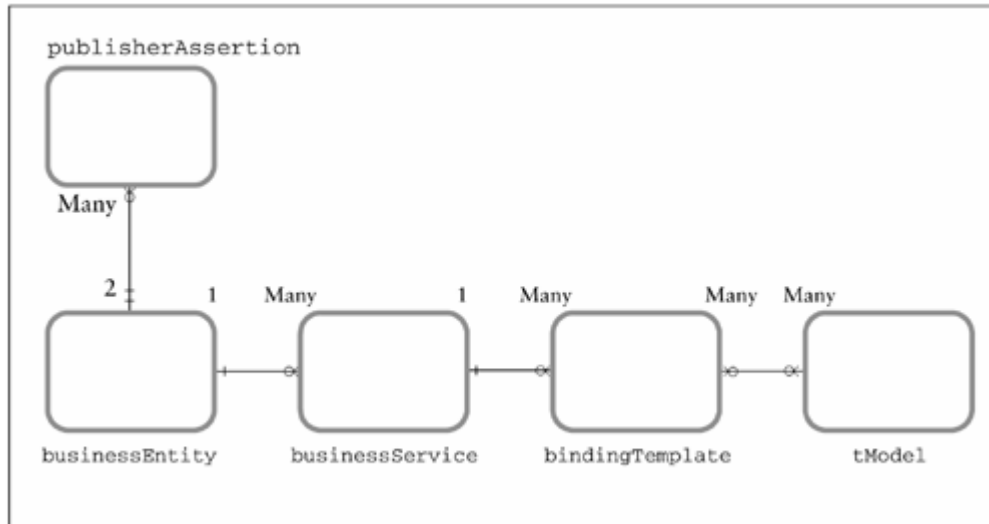 publisherAssertion
Many
2
1 Many 1 Many Many Many
businessEntity businessService bindingTemplate tModel